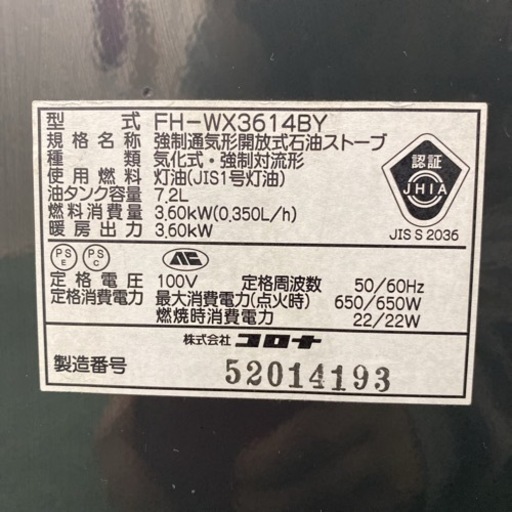 型式 FH-WX3614BY
規格名称 強制通気形開放式石油ストーブ
種類 気化式・強制対流形
使用燃料 灯油(JIS1号灯油)
油タンク容量 7.2L
燃料消費量 3.60kW(0.350L/h)
暖房出力 3.60kW
認証
JHIA
JIS S 2036
PS E PS C
定格電圧 100V 定格周波数 50/60Hz
定格消費電力 最大消費電力(点火時) 650/650W
燃焼時消費電力 22/22W
株式会社 コロナ
製造番号 52014193